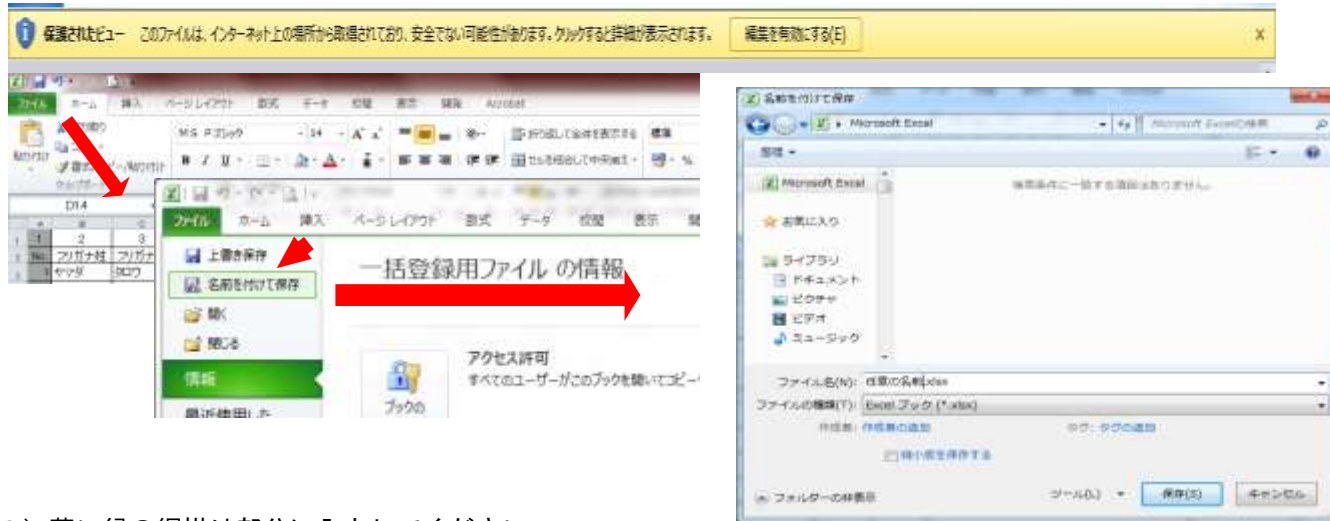 保護されたビュー このファイルは、インターネット上の場所から取得されており、安全でない可能性があります。クリックすると詳細が表示されます。 編集を有効にする(E) X
ファイル ホーム 挿入 ページ レイアウト 数式 データ 校閲 表示 開発 Acrobat
MS Pゴシック 14 折り返して全体を表示する 標準
B I U セルを結合して中央揃え %
D14
1 2 3
No. フリガナ姓 フリガナ
ヤマダ タロウ
ファイル ホーム 挿入 ページ レイアウト 数式 データ 校閲 表示
上書き保存
名前を付けて保存
開く
閉じる
情報
最近使用した
一括登録用ファイル の情報
アクセス許可
すべてのユーザーがこのブックを開いてコピー
ブックの
名前を付けて保存
Microsoft Excel Microsoft Excelの検索
整理
Microsoft Excel
検索条件に一致する項目はありません。
お気に入り
ライブラリ
ドキュメント
ピクチャ
ビデオ
ミュージック
ファイル名(N): 任意の名前.xlsx
ファイルの種類(T): Excel ブック (*.xlsx)
作成者: 作成者の追加 タグ: タグの追加
縮小版を保存する
フォルダーの非表示 ツール(L) 保存(S) キャンセル